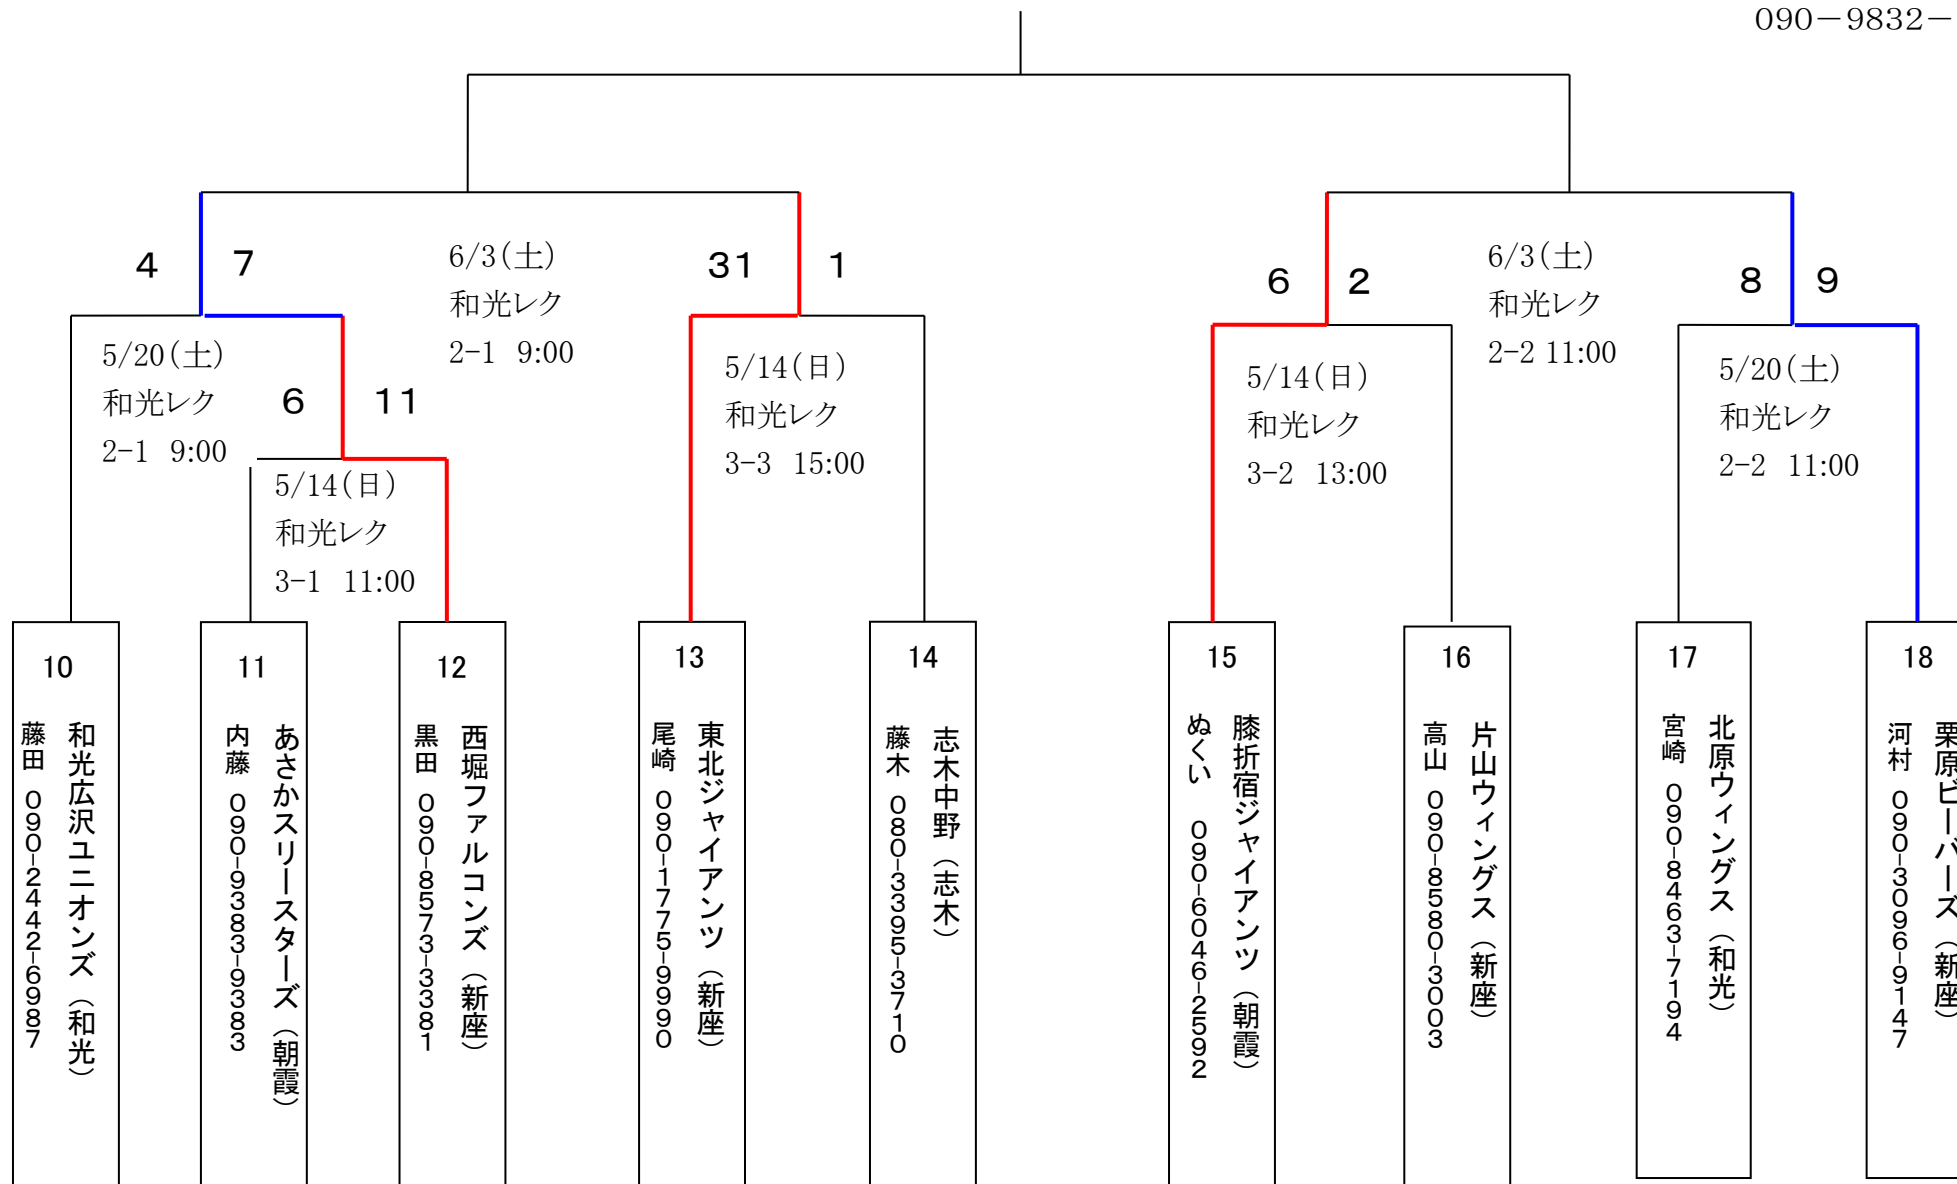 090－9832－
4
7
6/3(土)
和光レク
2-1 9:00
31
1
6
2
6/3(土)
和光レク
2-2 11:00
8
9
5/20(土)
和光レク
2-1 9:00
6
11
5/14(日)
和光レク
3-1 11:00
5/14(日)
和光レク
3-3 15:00
5/14(日)
和光レク
3-2 13:00
5/20(土)
和光レク
2-2 11:00
10
和光広沢ユニオンズ（和光）
藤田 090-2442-6987
11
あさかスリースターズ（朝霞）
内藤 090-9383-9383
12
西堀ファルコンズ（新座）
黒田 090-8573-3381
13
東北ジャイアンツ（新座）
尾崎 090-1775-9990
14
志木中野（志木）
藤木 080-3395-3710
15
膝折宿ジャイアンツ（朝霞）
ぬくい 090-6046-2592
16
片山ウィングス（新座）
高山 090-8580-3003
17
北原ウィングス（和光）
宮崎 090-8463-7194
18
栗原ビーバーズ（新座）
河村 090-3096-9147